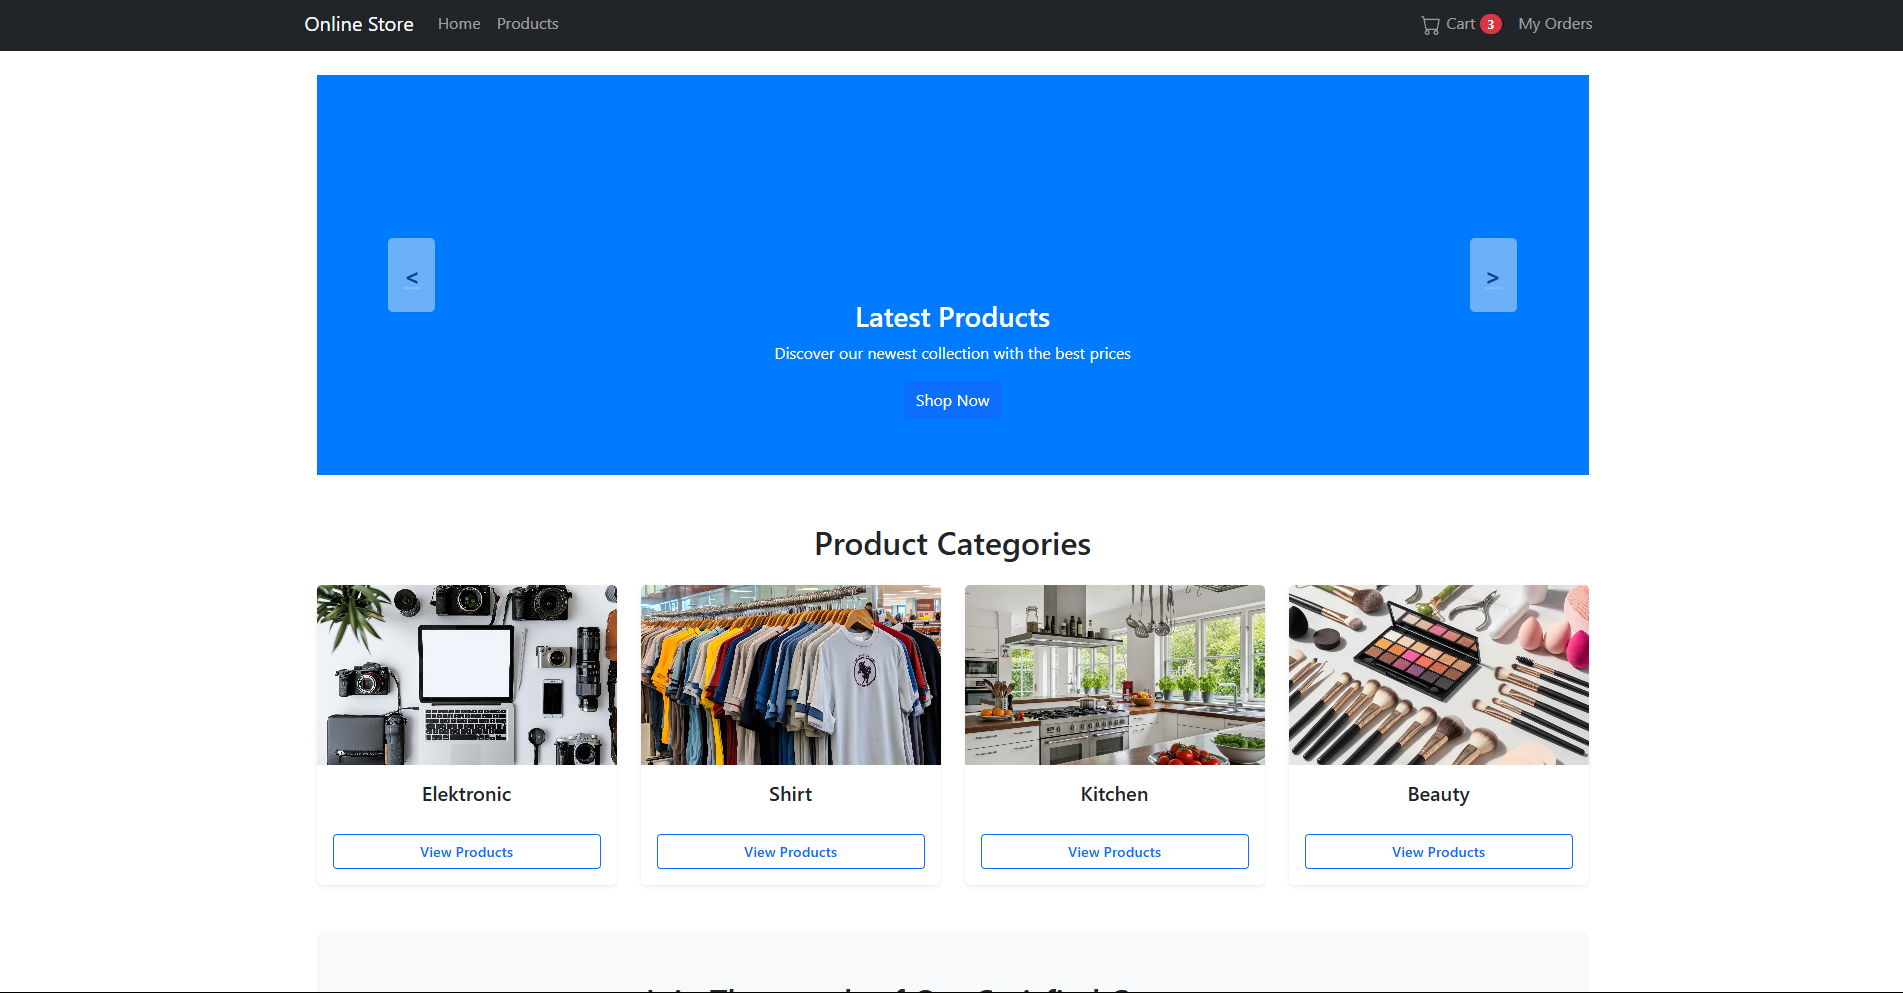 Online Store Home Products Cart 3 My Orders
<
>
Latest Products
Discover our newest collection with the best prices
Shop Now
Product Categories
Elektronic Shirt Kitchen Beauty
View Products View Products View Products View Products